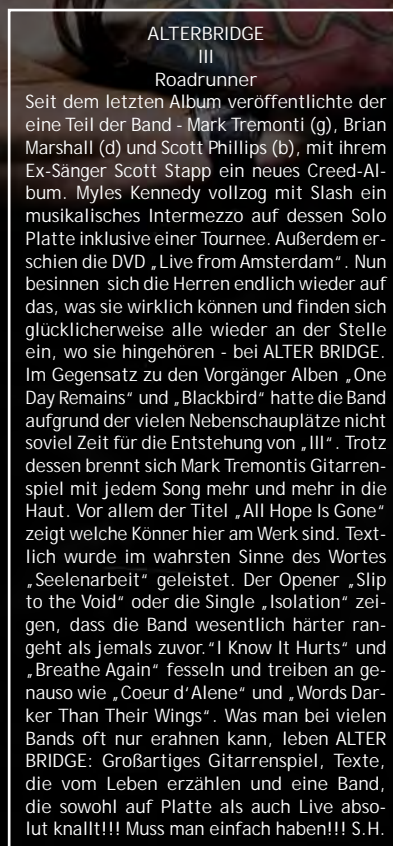 ALTERBRIDGE
III
Roadrunner
Seit dem letzten Album veröffentlichte der
eine Teil der Band - Mark Tremonti (g), Brian
Marshall (d) und Scott Phillips (b), mit ihrem
Ex-Sänger Scott Stapp ein neues Creed-Al-
bum. Myles Kennedy vollzog mit Slash ein
musikalisches Intermezzo auf dessen Solo
Platte inklusive einer Tournee. Außerdem er-
schien die DVD „Live from Amsterdam“. Nun
besinnen sich die Herren endlich wieder auf
das, was sie wirklich können und finden sich
glücklicherweise alle wieder an der Stelle
ein, wo sie hingehören - bei ALTER BRIDGE.
Im Gegensatz zu den Vorgänger Alben „One
Day Remains“ und „Blackbird“ hatte die Band
aufgrund der vielen Nebenschauplätze nicht
soviel Zeit für die Entstehung von „III“. Trotz
dessen brennt sich Mark Tremontis Gitarren-
spiel mit jedem Song mehr und mehr in die
Haut. Vor allem der Titel „All Hope Is Gone“
zeigt welche Könner hier am Werk sind. Text-
lich wurde im wahrsten Sinne des Wortes
„Seelenarbeit“ geleistet. Der Opener „Slip
to the Void“ oder die Single „Isolation“ zei-
gen, dass die Band wesentlich härter ran-
geht als jemals zuvor.“I Know It Hurts“ und
„Breathe Again“ fesseln und treiben an ge-
nauso wie „Coeur d‘Alene“ und „Words Dar-
ker Than Their Wings“. Was man bei vielen
Bands oft nur erahnen kann, leben ALTER
BRIDGE: Großartiges Gitarrenspiel, Texte,
die vom Leben erzählen und eine Band,
die sowohl auf Platte als auch Live abso-
lut knallt!!! Muss man einfach haben!!! S.H.